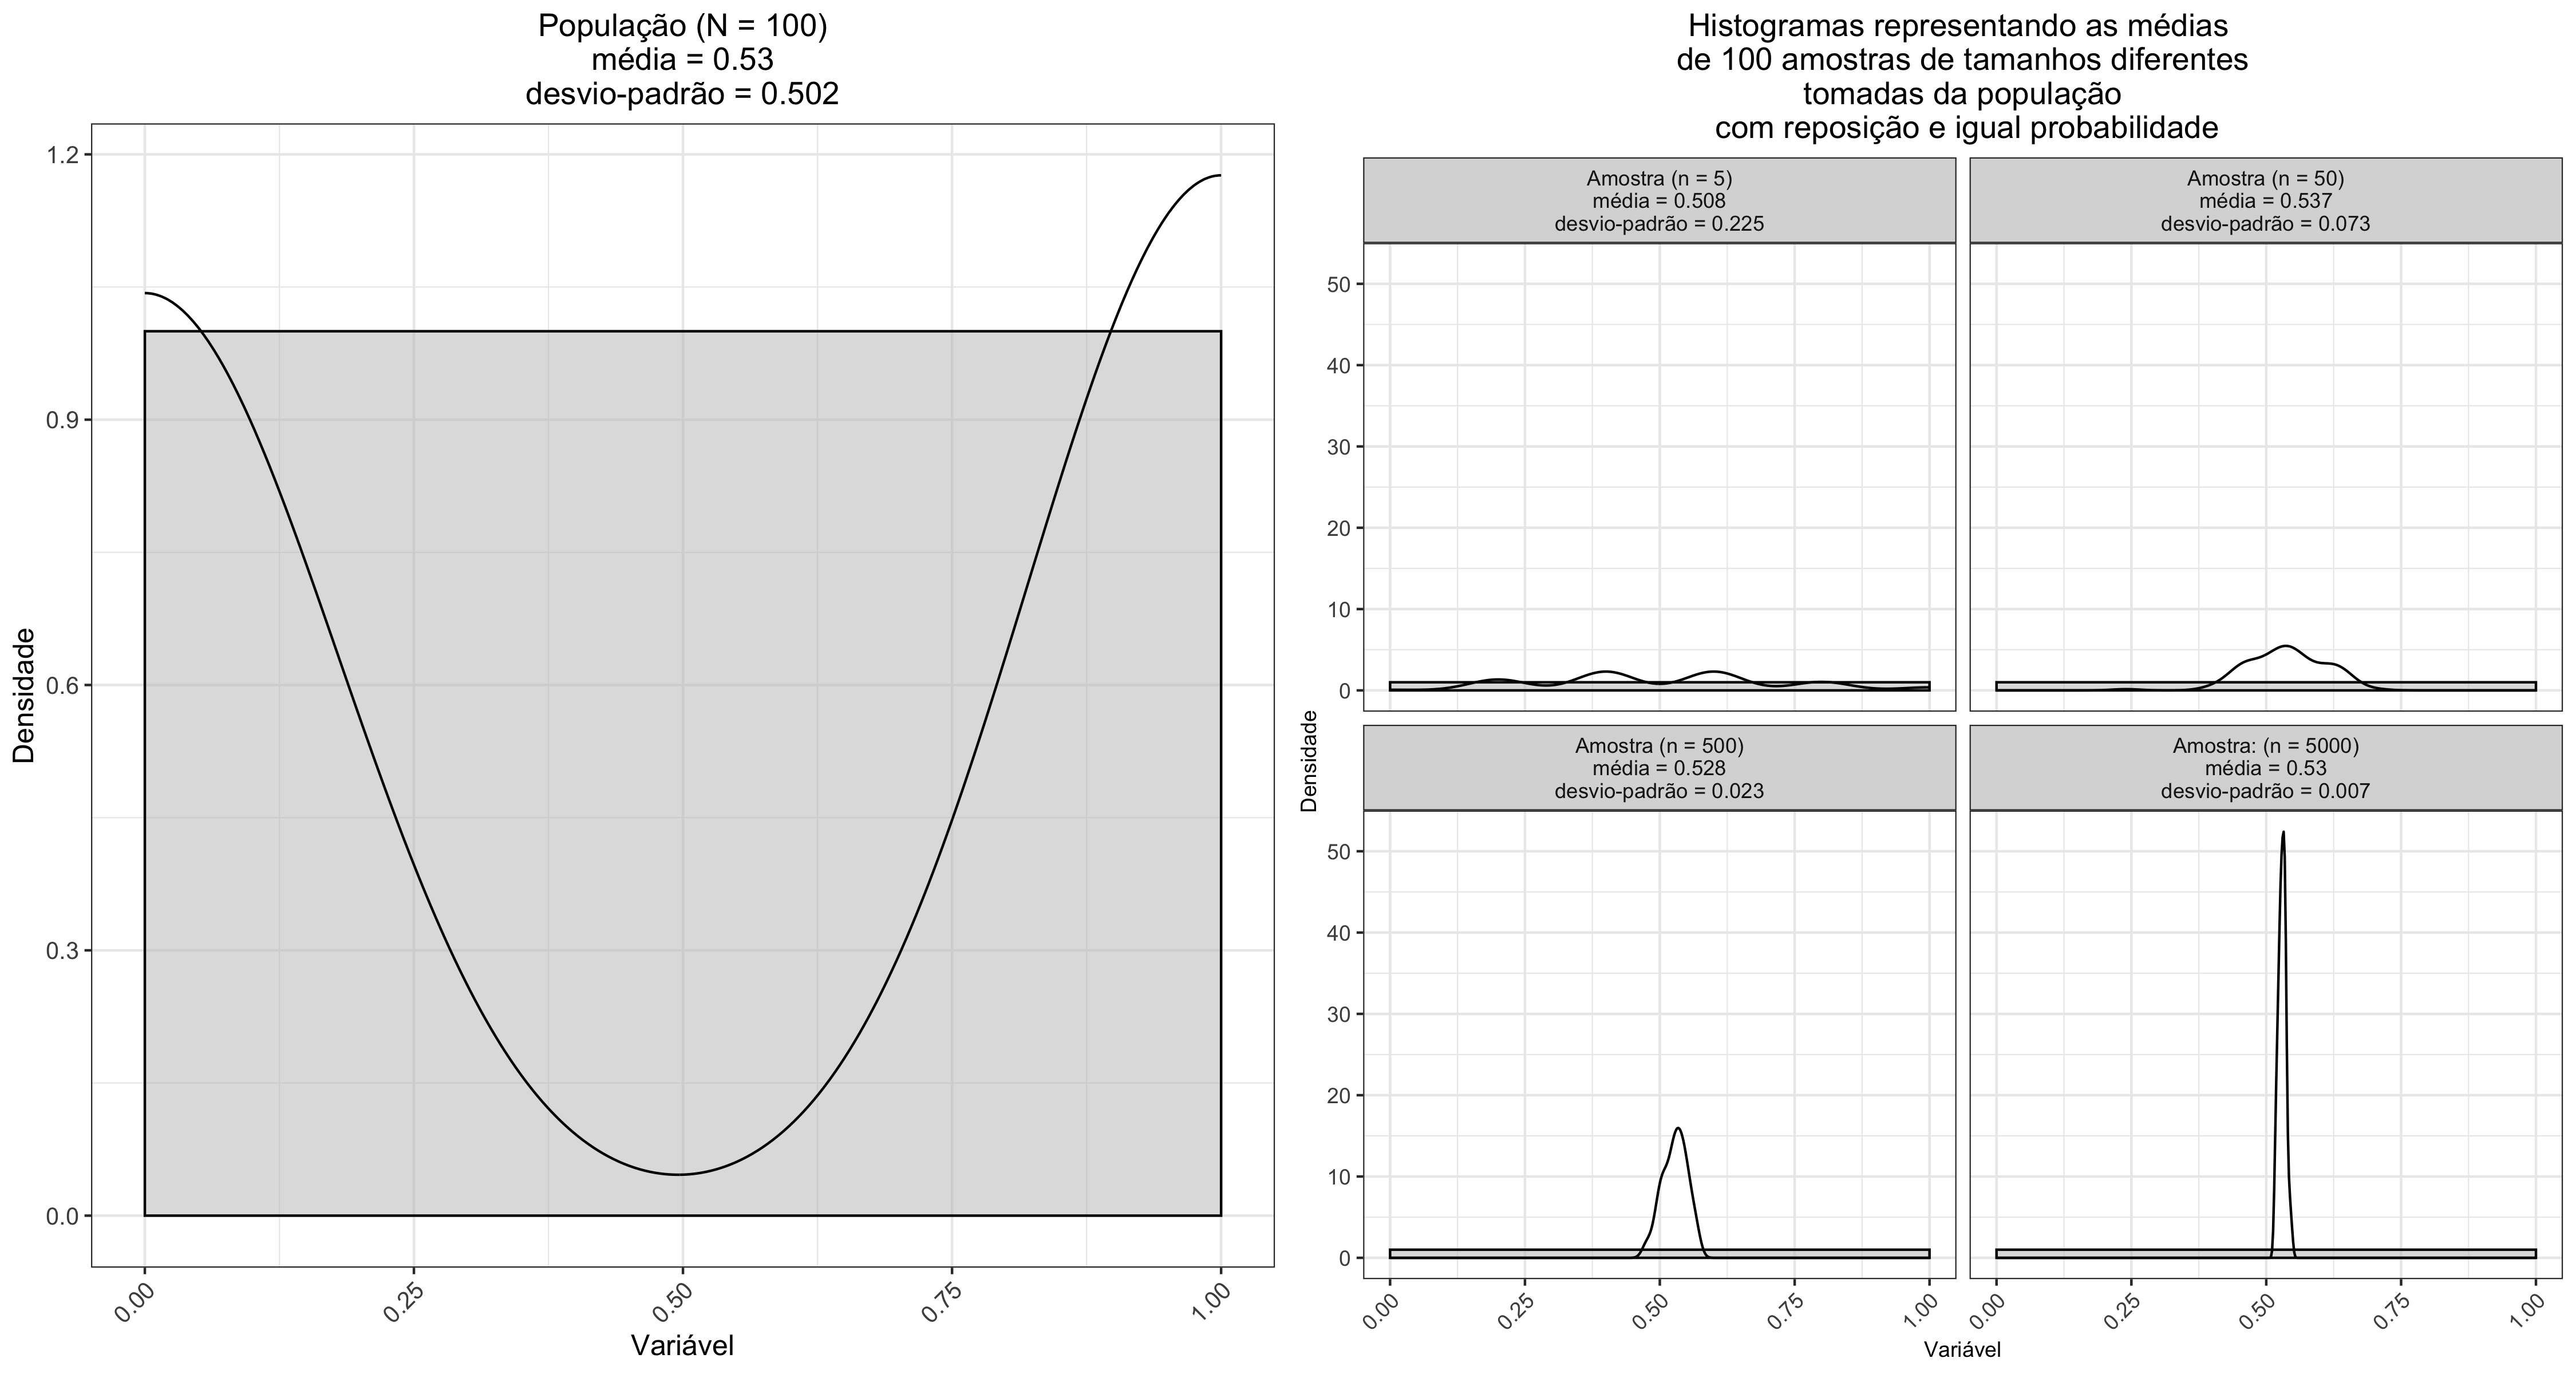 População (N = 100)
média = 0.53
desvio-padrão = 0.502
1.2
0.9
0.6
0.3
0.0
Densidade
0.00
0.25
0.50
0.75
1.00
Variável
Histogramas representando as médias
de 100 amostras de tamanhos diferentes
tomadas da população
com reposição e igual probabilidade
Amostra (n = 5)
média = 0.508
desvio-padrão = 0.225
Amostra (n = 50)
média = 0.537
desvio-padrão = 0.073
50
40
30
20
10
0
Densidade
Amostra (n = 500)
média = 0.528
desvio-padrão = 0.023
Amostra: (n = 5000)
média = 0.53
desvio-padrão = 0.007
50
40
30
20
10
0
0.00
0.25
0.50
0.75
1.00
0.00
0.25
0.50
0.75
1.00
Variável